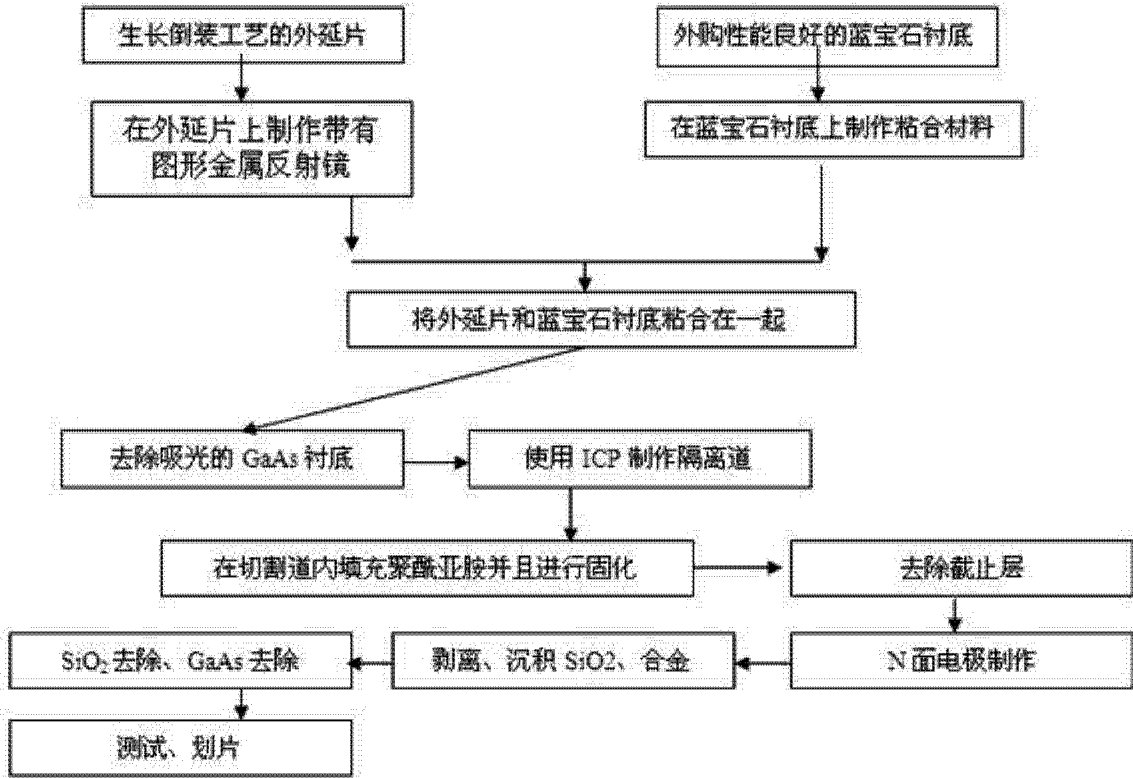 生长倒装工艺的外延片
外购性能良好的蓝宝石衬底
在外延片上制作带有
图形金属反射镜
在蓝宝石衬底上制作粘合材料
将外延片和蓝宝石衬底粘合在一起
去除吸光的 GaAs 衬底
使用 ICP 制作隔离道
在切割道内填充聚酰亚胺并且进行固化
去除截止层
SiO₂ 去除、GaAs 去除
剥离、沉积 SiO2、合金
N 面电极制作
测试、划片